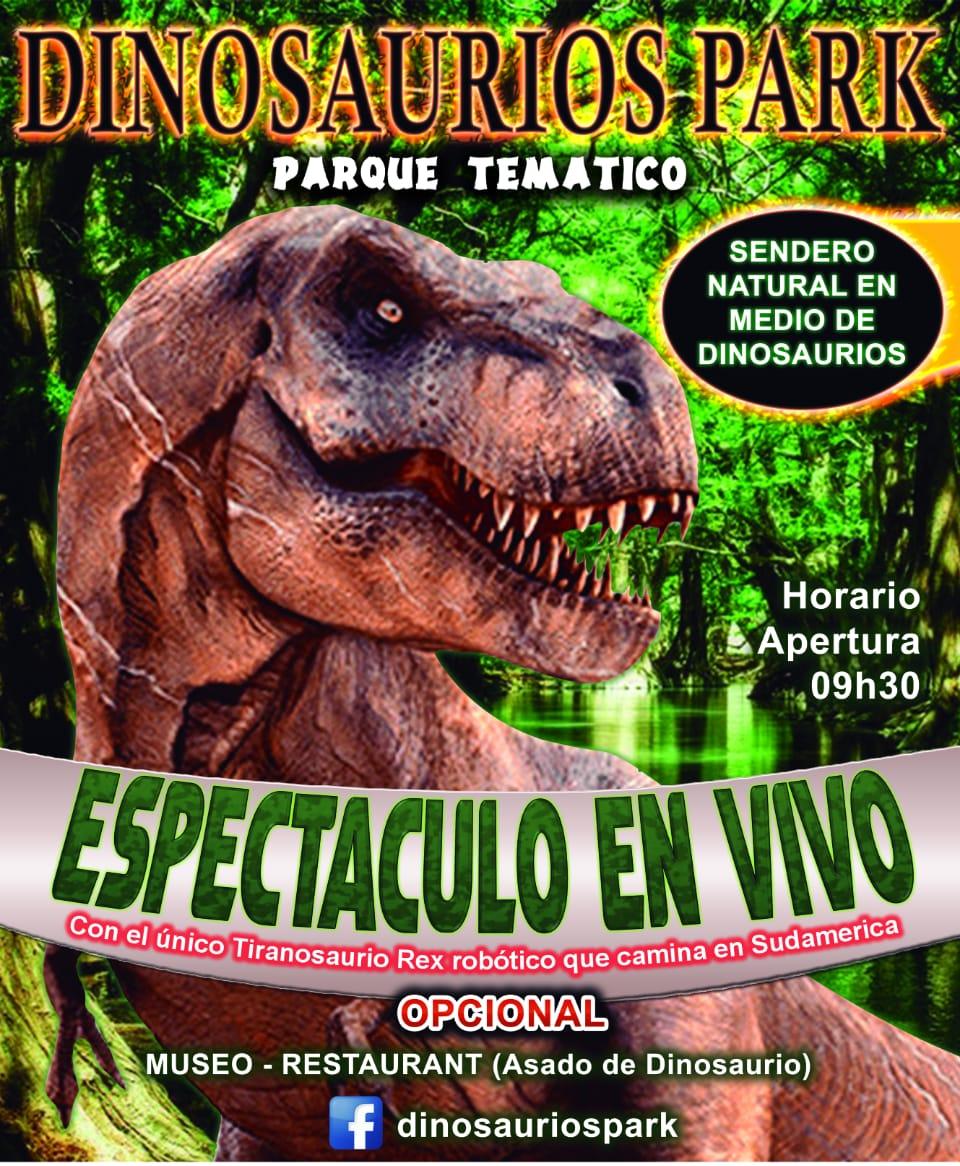 DINOSAURIOS PARK
PARQUE TEMATICO
SENDERO
NATURAL EN
MEDIO DE
DINOSAURIOS
Horario
Apertura
09h30
ESPECTACULO EN VIVO
Con el único Tiranosaurio Rex robótico que camina en Sudamerica
OPCIONAL
MUSEO - RESTAURANT (Asado de Dinosaurio)
f dinosauriospark